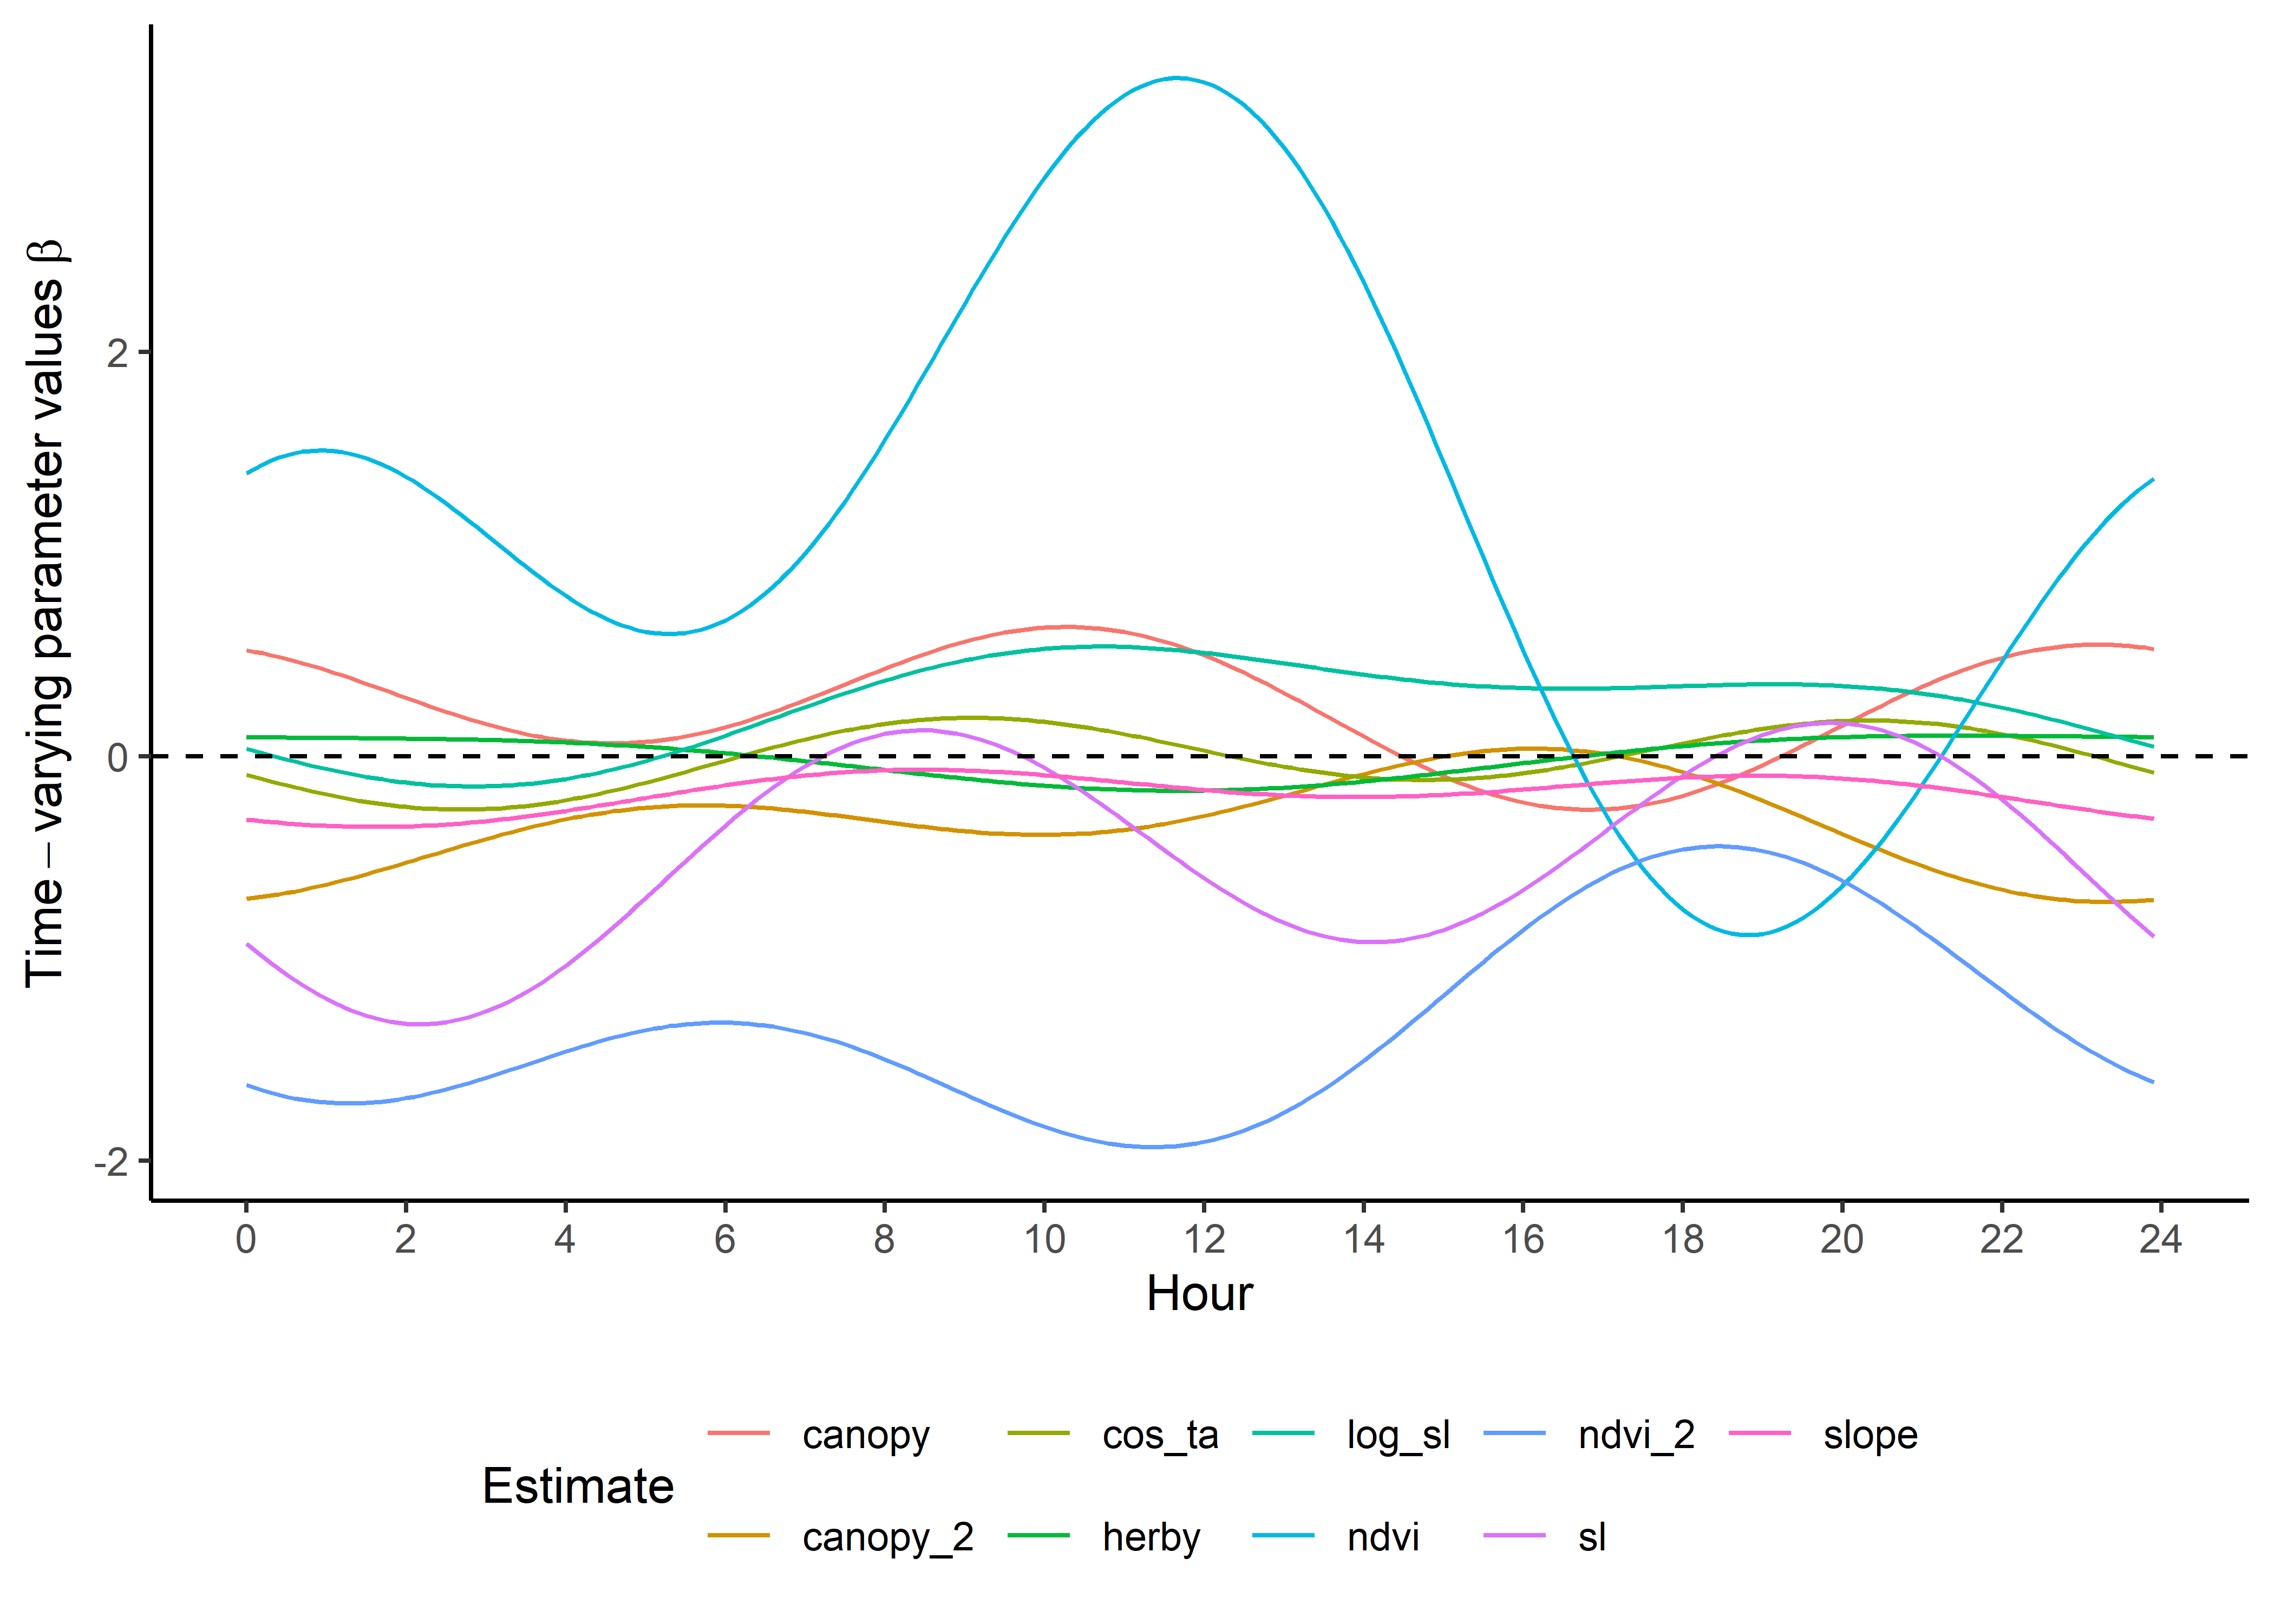 Time − varying parameter values β
2
0
-2
0 2 4 6 8 10 12 14 16 18 20 22 24
Hour
Estimate
canopy cos_ta log_sl ndvi_2 slope
canopy_2 herby ndvi sl